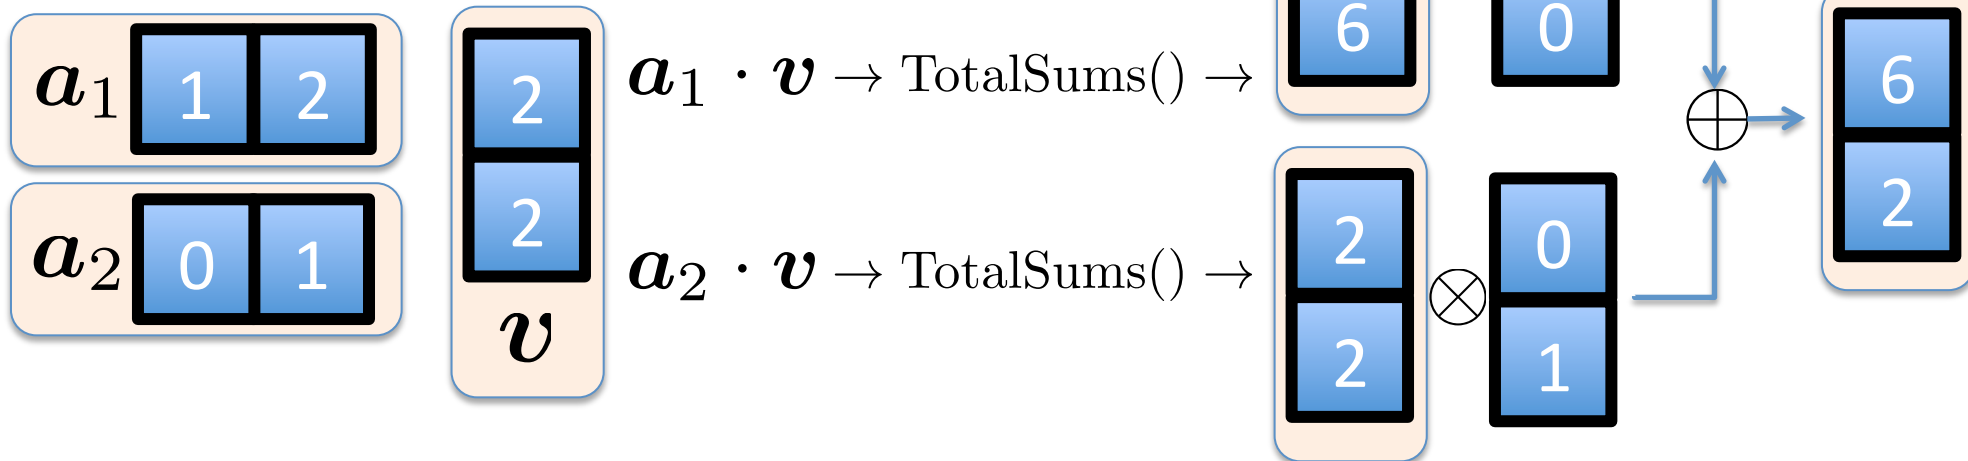 a₁ 1 2
a₂ 0 1
2
2
v
a₁ · v → TotalSums() →
6
0
a₂ · v → TotalSums() →
2
2
⊗
0
1
⊕ →
6
2